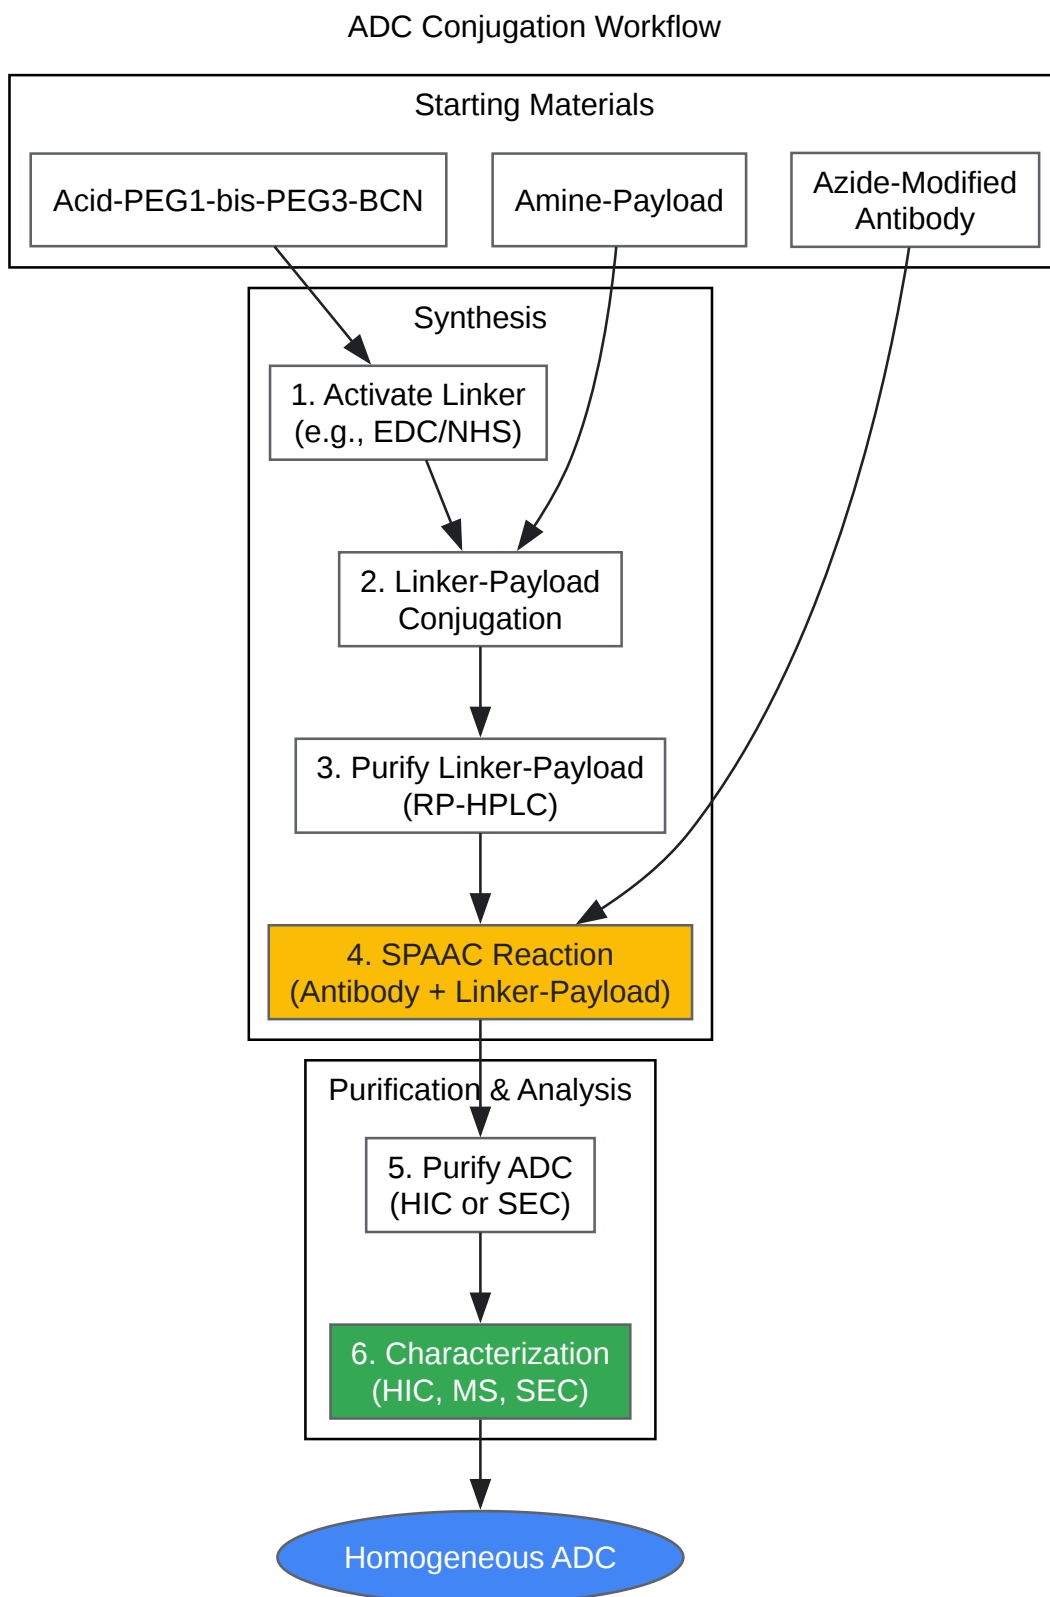 ADC Conjugation Workflow
Starting Materials
Acid-PEG1-bis-PEG3-BCN
Amine-Payload
Azide-Modified
Antibody
Synthesis
1. Activate Linker
(e.g., EDC/NHS)
2. Linker-Payload
Conjugation
3. Purify Linker-Payload
(RP-HPLC)
4. SPAAC Reaction
(Antibody + Linker-Payload)
Purification & Analysis
5. Purify ADC
(HIC or SEC)
6. Characterization
(HIC, MS, SEC)
Homogeneous ADC